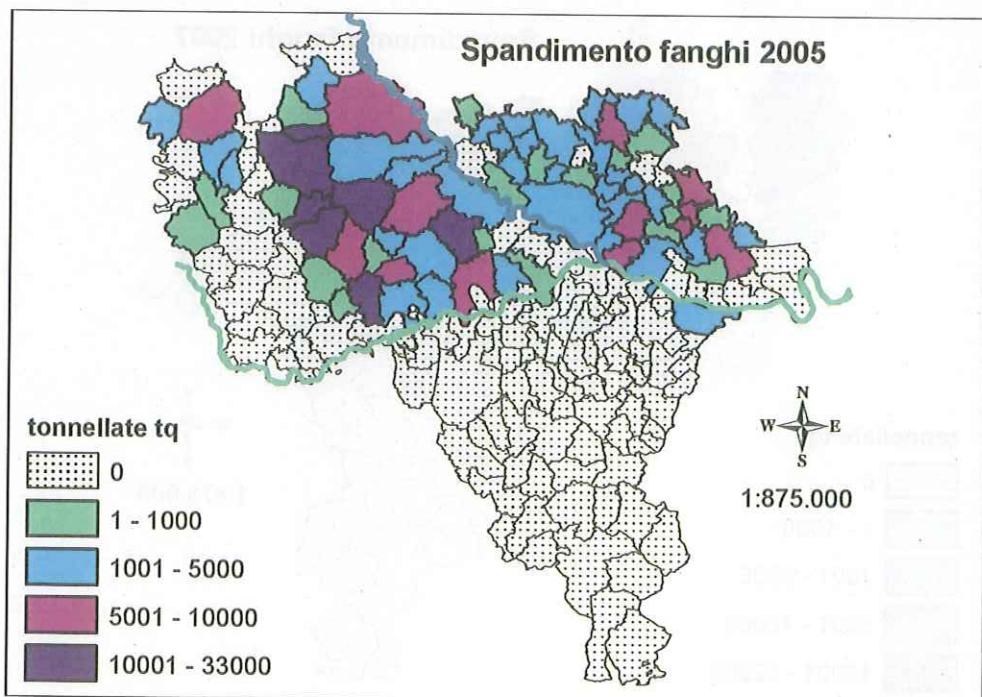 Spandimento fanghi 2005
tonnellate tq
0
1 - 1000
1001 - 5000
5001 - 10000
10001 - 33000
N
W E
S
1:875.000